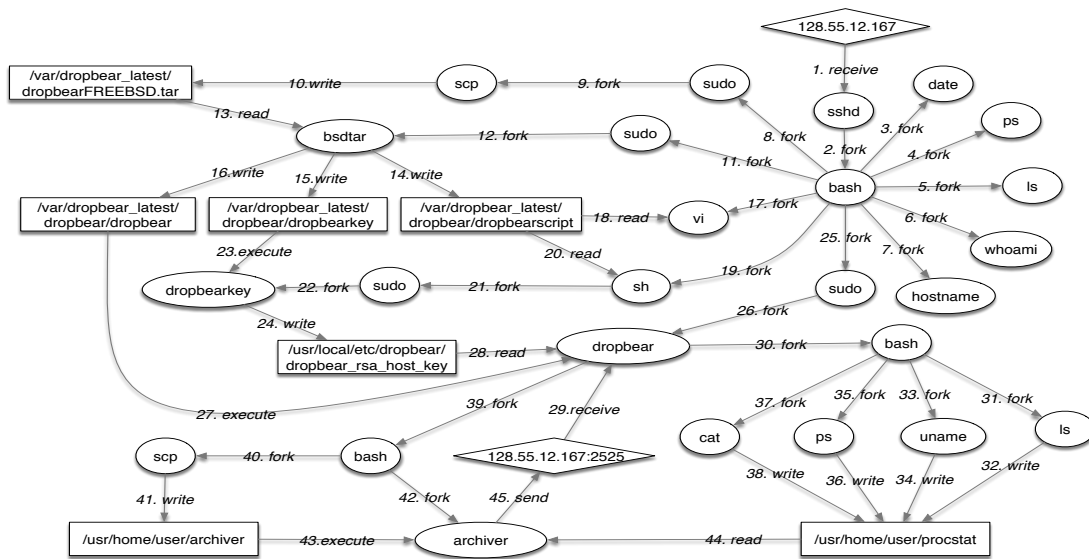 128.55.12.167
1. receive
/var/dropbear_latest/
dropbearFREEBSD.tar
10.write
scp
9. fork
sudo
sshd
date
3. fork
13. read
8. fork
2. fork
ps
4. fork
bsdtar
12. fork
sudo
11. fork
16.write
15.write
14.write
bash
5. fork
ls
/var/dropbear_latest/
dropbear/dropbear
/var/dropbear_latest/
dropbear/dropbearkey
/var/dropbear_latest/
dropbear/dropbearscript
18. read
vi
17. fork
6. fork
25. fork
whoami
23.execute
20. read
7. fork
19. fork
dropbearkey
22. fork
sudo
21. fork
sh
sudo
hostname
24. write
26. fork
/usr/local/etc/dropbear/
dropbear_rsa_host_key
28. read
dropbear
30. fork
bash
27. execute
39. fork
29.receive
37. fork
35. fork
33. fork
31. fork
scp
40. fork
bash
128.55.12.167:2525
cat
ps
uname
ls
41. write
42. fork
45. send
38. write
36. write
34. write
32. write
/usr/home/user/archiver
43.execute
archiver
44. read
/usr/home/user/procstat